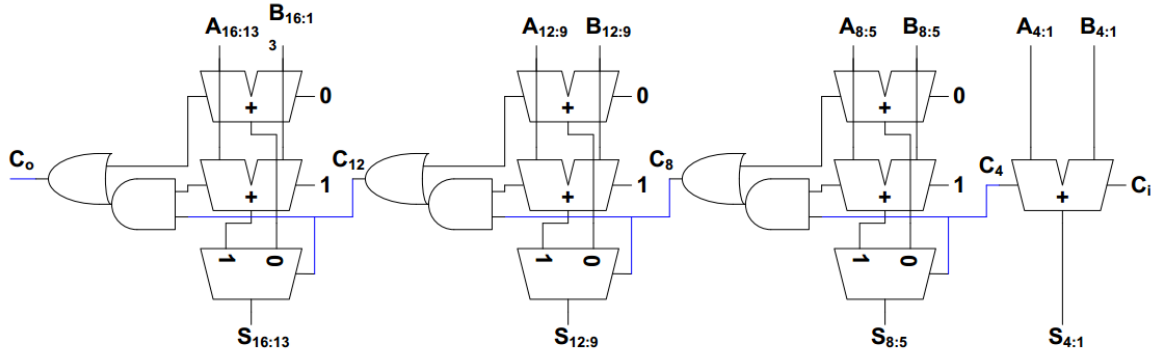 A16:13 B16:1
3
A12:9 B12:9
A8:5 B8:5
A4:1 B4:1
0
0
0
+
+
+
Co
C12
C8
C4
Ci
1
1
1
+
+
+
+
1 0
1 0
1 0
S16:13
S12:9
S8:5
S4:1